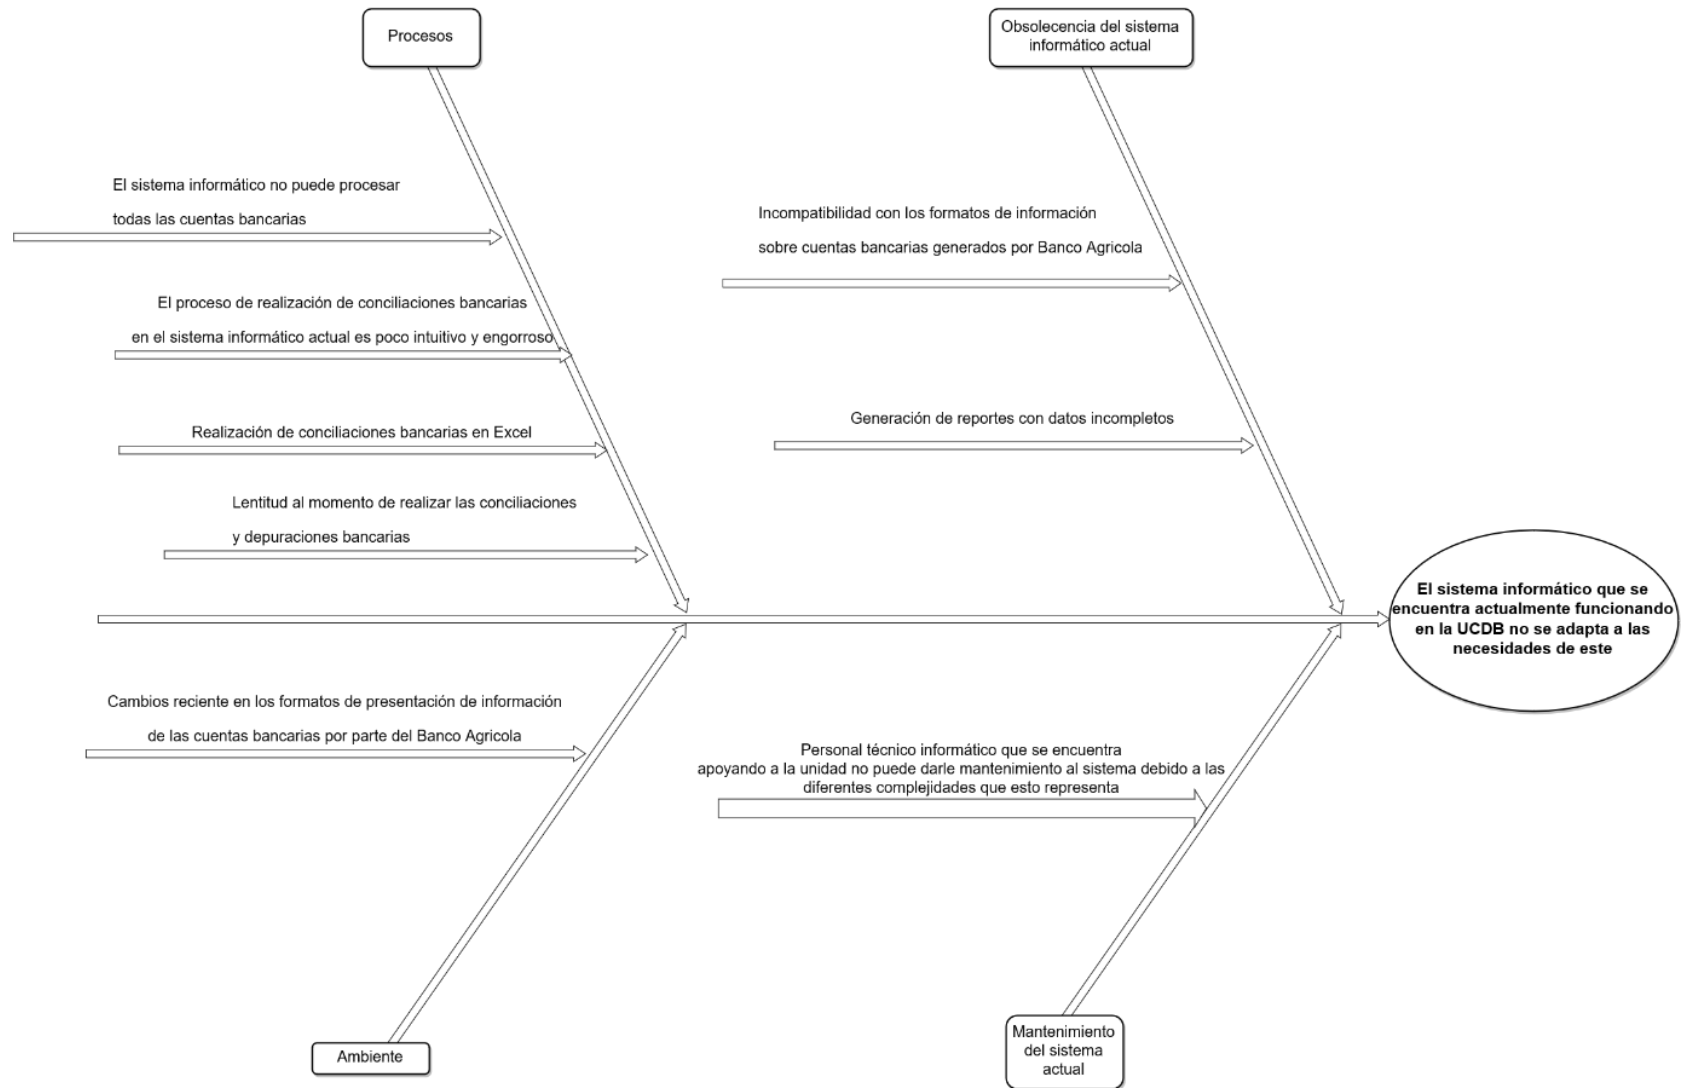 Procesos
Obsolecencia del sistema
informático actual
El sistema informático no puede procesar
todas las cuentas bancarias
Incompatibilidad con los formatos de información
sobre cuentas bancarias generados por Banco Agricola
El proceso de realización de conciliaciones bancarias
en el sistema informático actual es poco intuitivo y engorroso
Realización de conciliaciones bancarias en Excel
Generación de reportes con datos incompletos
Lentitud al momento de realizar las conciliaciones
y depuraciones bancarias
El sistema informático que se
encuentra actualmente funcionando
en la UCDB no se adapta a las
necesidades de este
Cambios reciente en los formatos de presentación de información
de las cuentas bancarias por parte del Banco Agricola
Personal técnico informático que se encuentra
apoyando a la unidad no puede darle mantenimiento al sistema debido a las
diferentes complejidades que esto representa
Ambiente
Mantenimiento
del sistema
actual